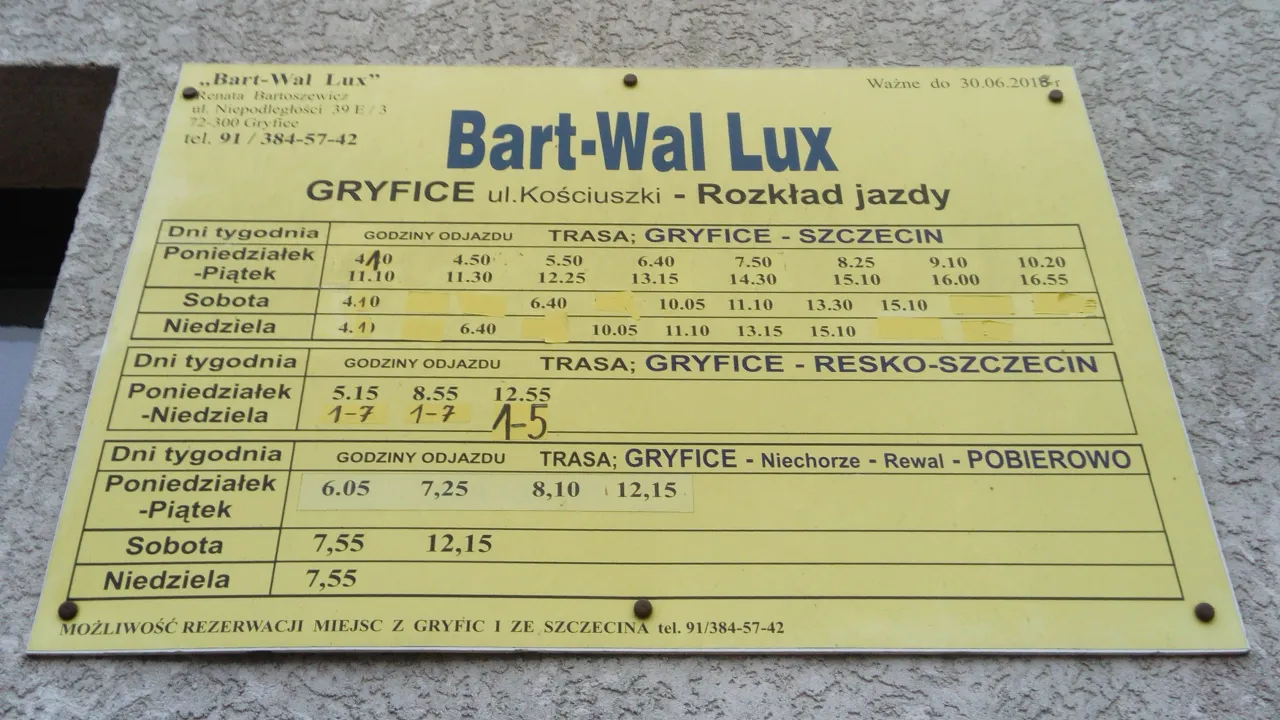 „Bart-Wal Lux”
Renata Bartoszewicz
ul. Niepodległości 39 E / 3
72-300 Gryfice
tel. 91 / 384-57-42
Ważne do 30.06.2018 r
Bart-Wal Lux
GRYFICE ul.Kościuszki - Rozkład jazdy
Dni tygodnia GODZINY ODJAZDU TRASA; GRYFICE - SZCZECIN
Poniedziałek -Piątek
4.10 4.50 5.50 6.40 7.50 8.25 9.10 10.20
11.10 11.30 12.25 13.15 14.30 15.10 16.00 16.55
Sobota 4.10 6.40 10.05 11.10 13.30 15.10
Niedziela 4.10 6.40 10.05 11.10 13.15 15.10
Dni tygodnia GODZINY ODJAZDU TRASA; GRYFICE - RESKO-SZCZECIN
Poniedziałek 5.15 8.55 12.55
-Niedziela 1-7 1-7 1-5
Dni tygodnia GODZINY ODJAZDU TRASA; GRYFICE - Niechorze - Rewal - POBIEROWO
Poniedziałek 6.05 7,25 8,10 12,15
-Piątek
Sobota 7,55 12,15
Niedziela 7,55
MOŻLIWOŚĆ REZERWACJI MIEJSC Z GRYFIC I ZE SZCZECINA tel. 91/384-57-42